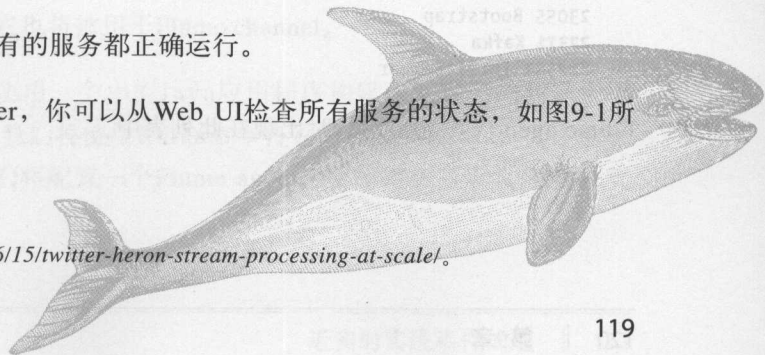 有的服务都正确运行。
er，你可以从Web UI检查所有服务的状态，如图9-1所
6/15/twitter-heron-stream-processing-at-scale/。
119